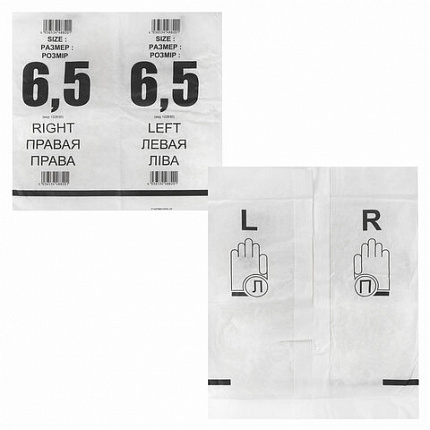 SIZE :
РАЗМЕР :
РОЗМІР
6,5
RIGHT
ПРАВАЯ
ПРАВА
SIZE :
РАЗМЕР :
РОЗМІР
6,5
LEFT
ЛЕВАЯ
ЛІВА
L
R
Л
П